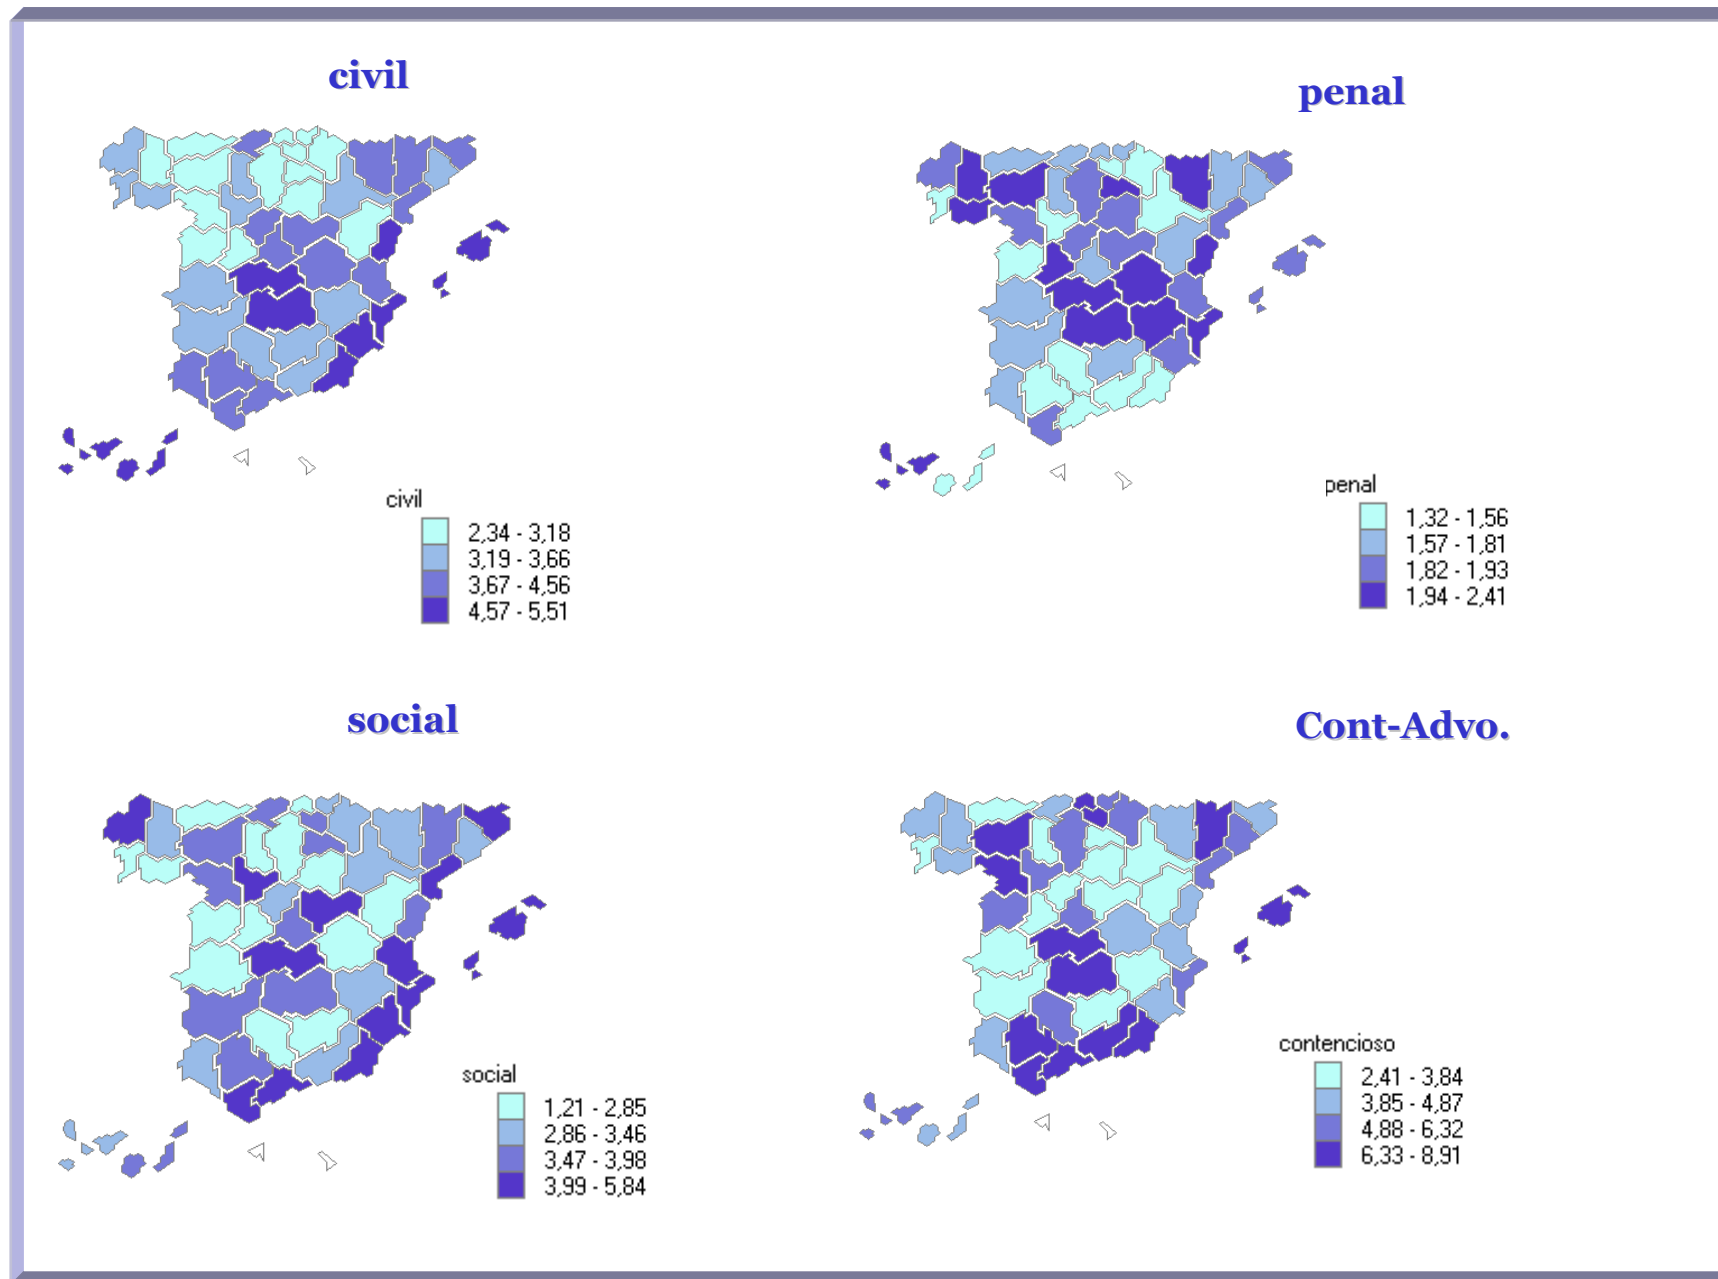 civil
penal
civil
2,34 - 3,18
3,19 - 3,66
3,67 - 4,56
4,57 - 5,51
penal
1,32 - 1,56
1,57 - 1,81
1,82 - 1,93
1,94 - 2,41
social
Cont-Advo.
social
1,21 - 2,85
2,86 - 3,46
3,47 - 3,98
3,99 - 5,84
contencioso
2,41 - 3,84
3,85 - 4,87
4,88 - 6,32
6,33 - 8,91